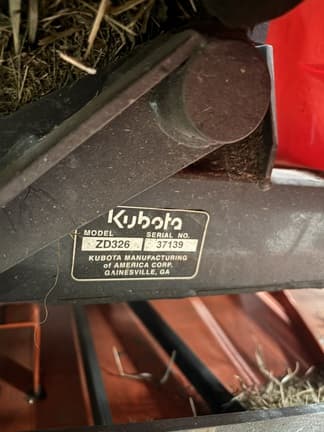 Kubota
MODEL SERIAL NO.
ZD326 37139
KUBOTA MANUFACTURING
of AMERICA CORP.
GAINESVILLE, GA